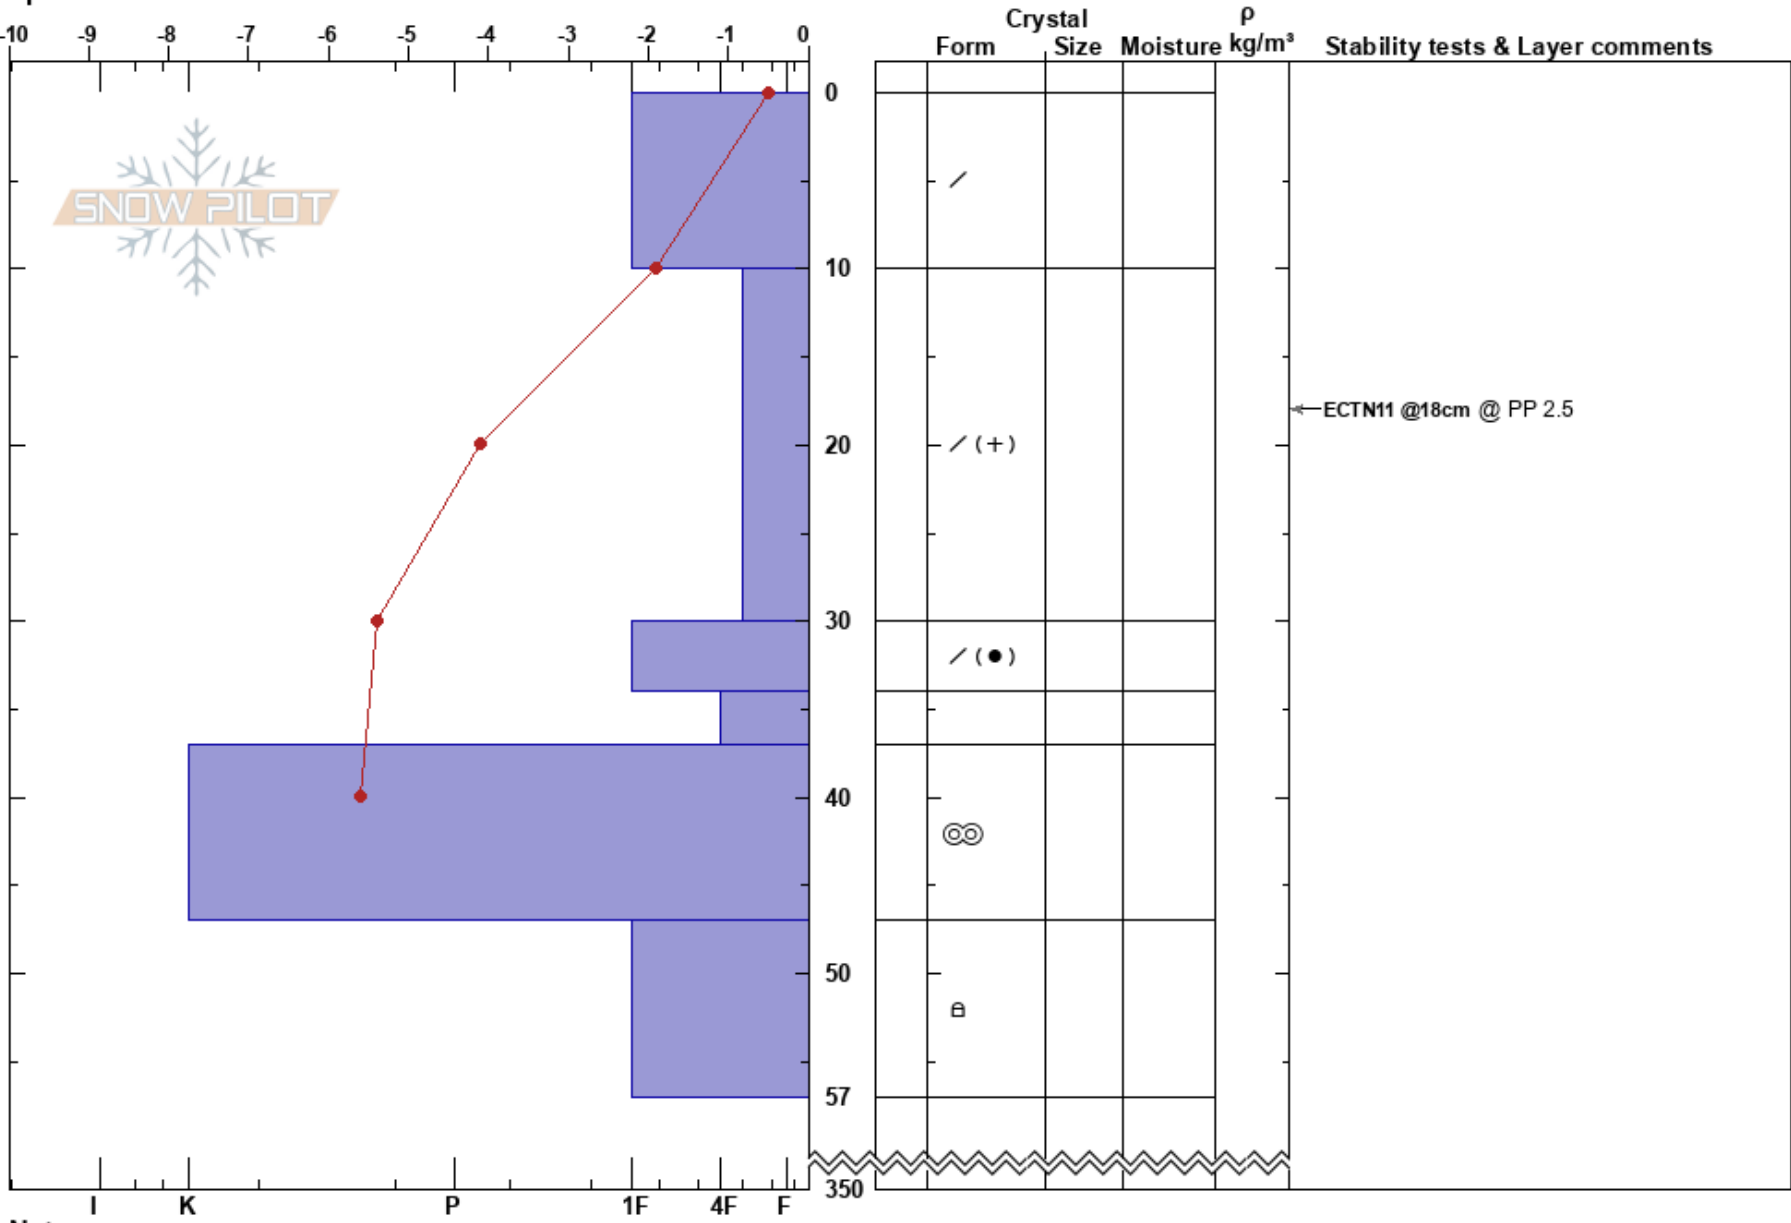 Crystal ρ
-10 -9 -8 -7 -6 -5 -4 -3 -2 -1 0
Form Size Moisture kg/m³ Stability tests & Layer comments
0
SNOW PILOT
10
ECTN11 @18cm @ PP 2.5
20
/ (+)
30
/ (●)
40
50
57
350
I K P 1F 4F F